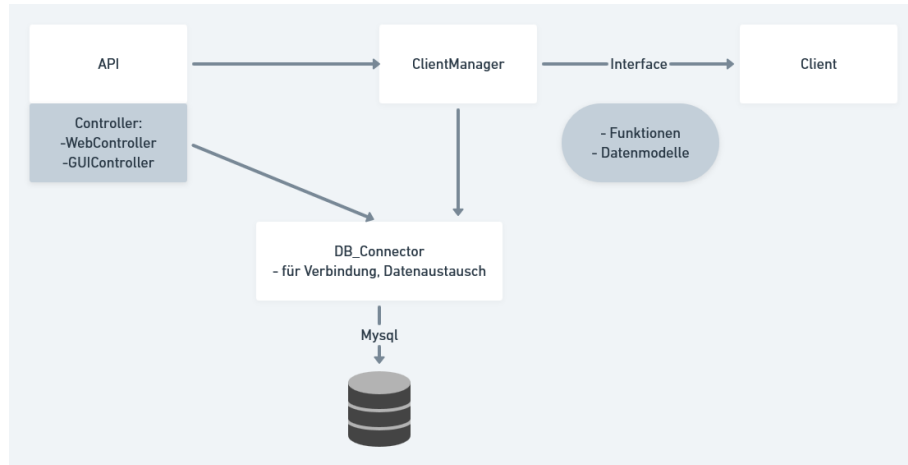 API
ClientManager
Interface
Client
Controller:
-WebController
-GUIController
- Funktionen
- Datenmodelle
DB_Connector
- für Verbindung, Datenaustausch
Mysql